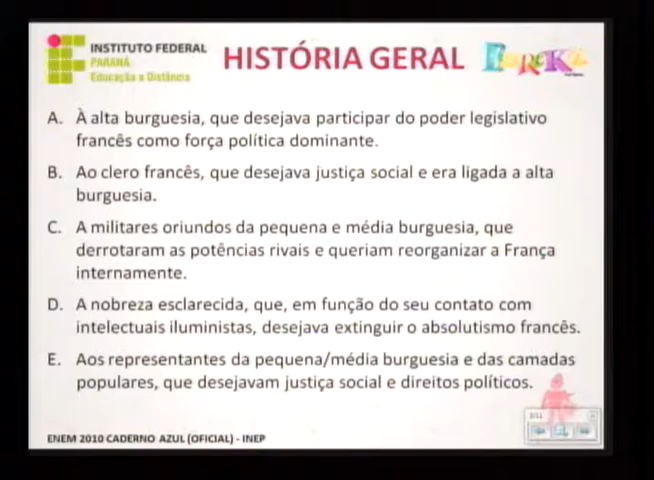 INSTITUTO FEDERAL
PARANÁ
Educação a Distância
HISTÓRIA GERAL
EUREKA
A. À alta burguesia, que desejava participar do poder legislativo
francês como força política dominante.
B. Ao clero francês, que desejava justiça social e era ligada a alta
burguesia.
C. A militares oriundos da pequena e média burguesia, que
derrotaram as potências rivais e queriam reorganizar a França
internamente.
D. A nobreza esclarecida, que, em função do seu contato com
intelectuais iluministas, desejava extinguir o absolutismo francês.
E. Aos representantes da pequena/média burguesia e das camadas
populares, que desejavam justiça social e direitos políticos.
ENEM 2010 CADERNO AZUL (OFICIAL) - INEP